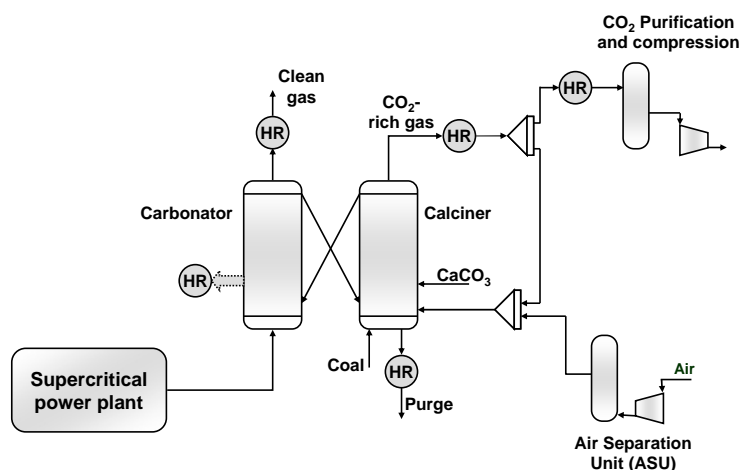 CO₂ Purification
and compression
Clean
gas
CO₂-
rich gas
HR
HR
HR
Carbonator
Calciner
HR
CaCO₃
Supercritical
power plant
Coal
HR
Purge
Air
Air Separation
Unit (ASU)